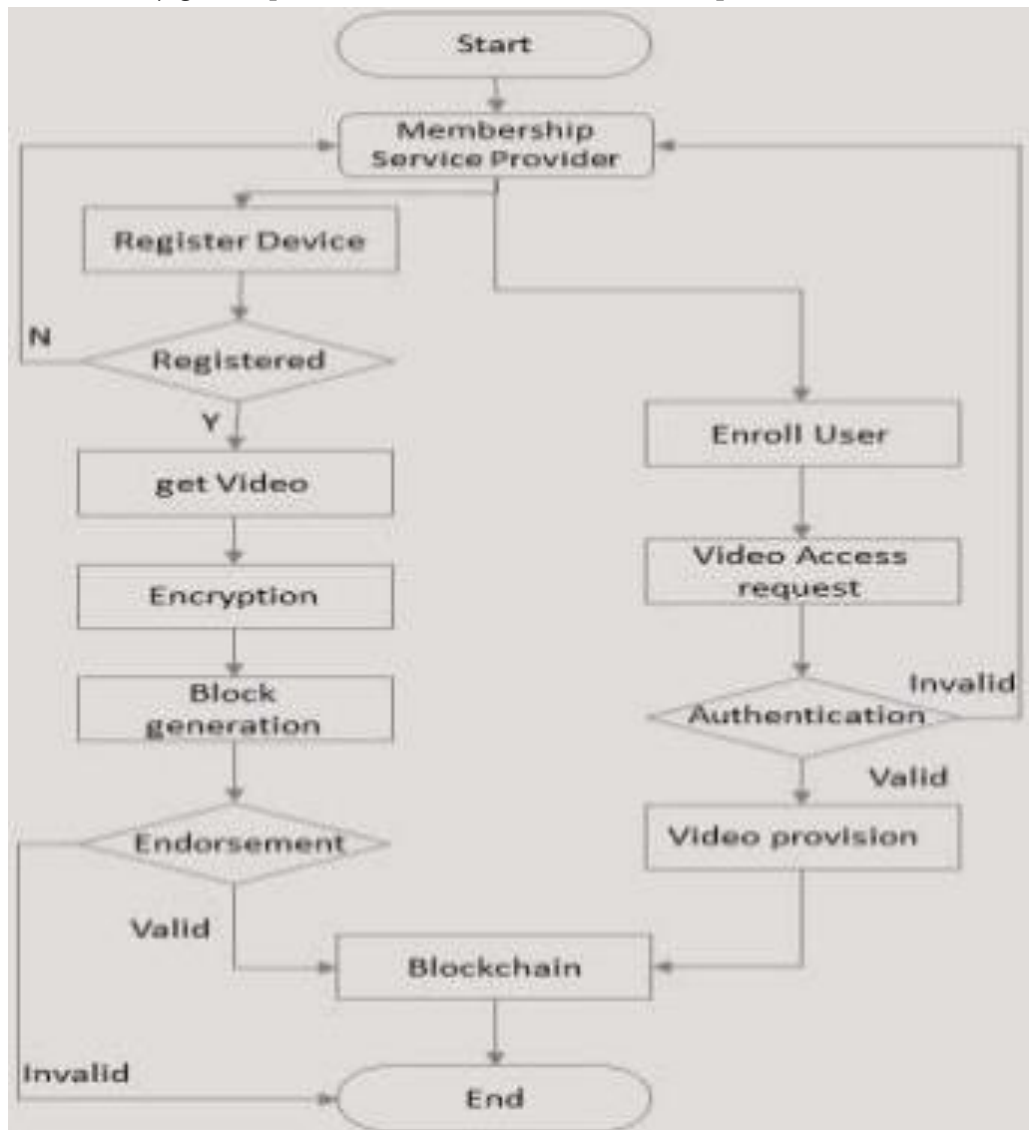 Start
Membership
Service Provider
Register Device
N
Registered
Y
get Video
Encryption
Block
generation
Endorsement
Valid
Invalid
Enroll User
Video Access
request
Invalid
Authentication
Valid
Video provision
Blockchain
End